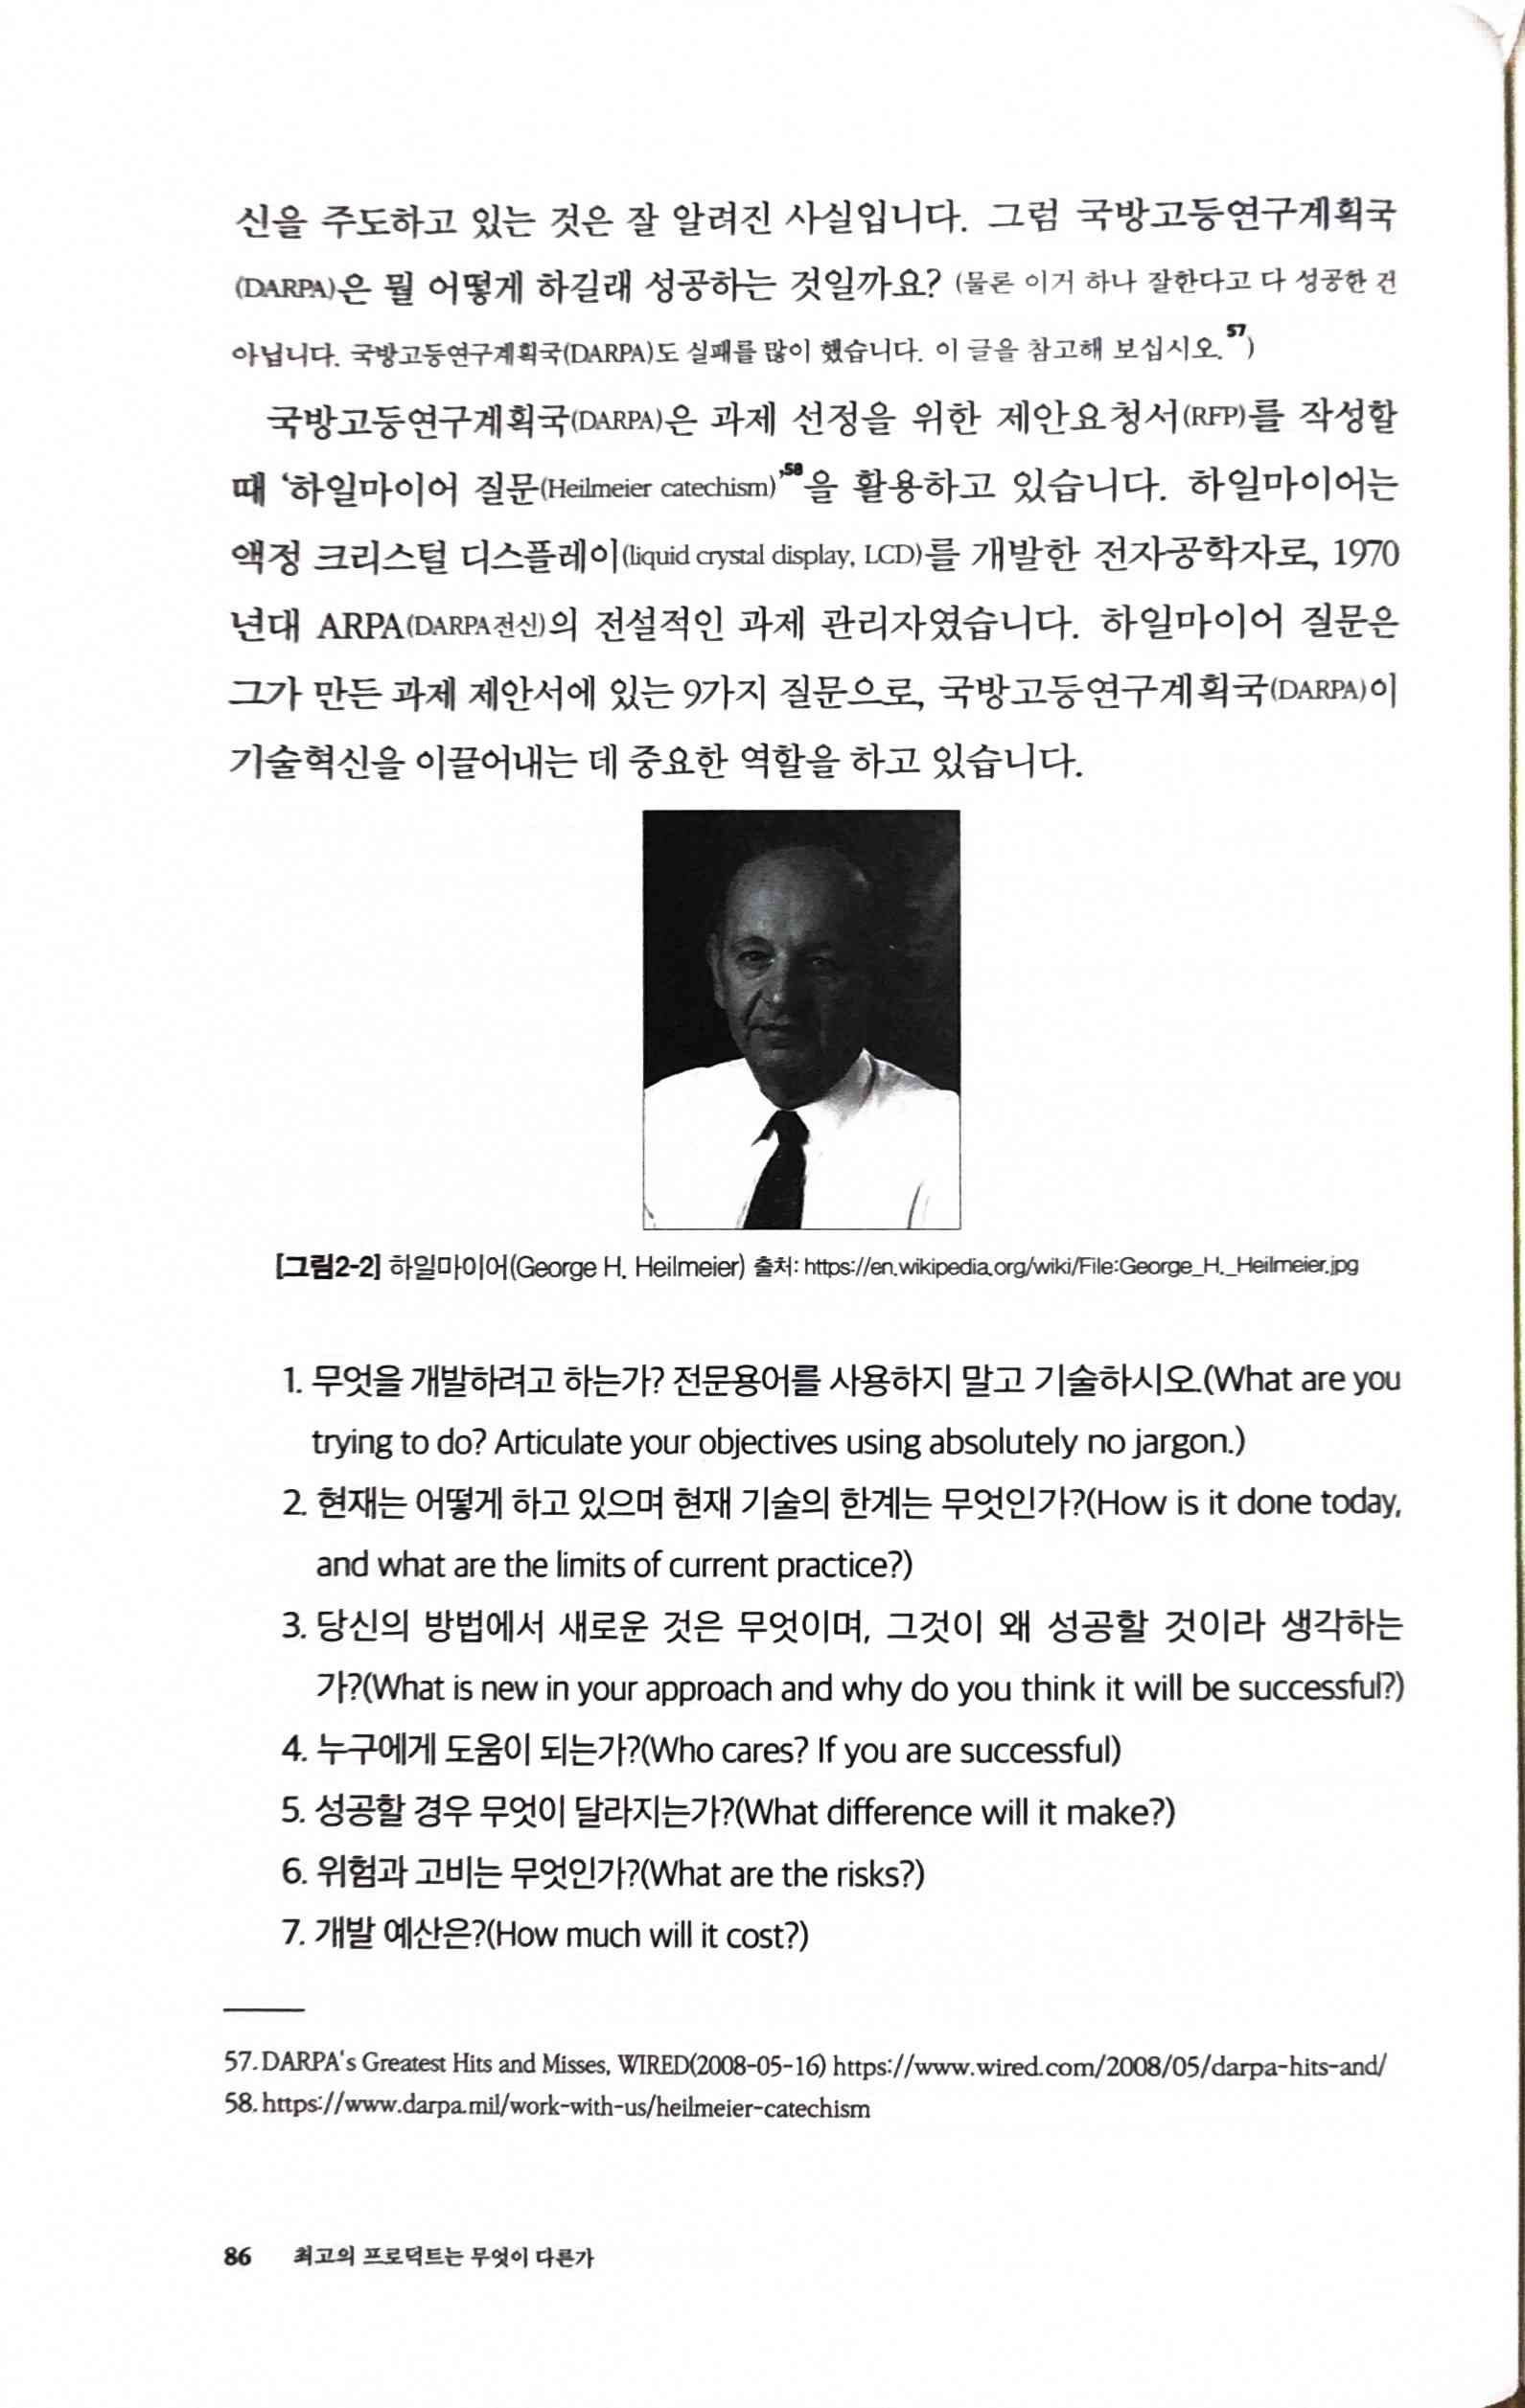 신을 주도하고 있는 것은 잘 알려진 사실입니다. 그럼 국방고등연구계획국
(DARPA)은 뭘 어떻게 하길래 성공하는 것일까요? (물론 이거 하나 잘한다고 다 성공한 건
아닙니다. 국방고등연구계획국(DARPA)도 실패를 많이 했습니다. 이 글을 참고해 보십시오.57)
국방고등연구계획국(DARPA)은 과제 선정을 위한 제안요청서(RFP)를 작성할
때 ‘하일마이어 질문(Heilmeier catechism)’58을 활용하고 있습니다. 하일마이어는
액정 크리스털 디스플레이(liquid crystal display, LCD)를 개발한 전자공학자로, 1970
년대 ARPA(DARPA전신)의 전설적인 과제 관리자였습니다. 하일마이어 질문은
그가 만든 과제 제안서에 있는 9가지 질문으로, 국방고등연구계획국(DARPA)이
기술혁신을 이끌어내는 데 중요한 역할을 하고 있습니다.
[그림2-2] 하일마이어(George H. Heilmeier) 출처: https://en.wikipedia.org/wiki/File:George_H._Heilmeier.jpg
1. 무엇을 개발하려고 하는가? 전문용어를 사용하지 말고 기술하시오.(What are you
trying to do? Articulate your objectives using absolutely no jargon.)
2. 현재는 어떻게 하고 있으며 현재 기술의 한계는 무엇인가?(How is it done today,
and what are the limits of current practice?)
3. 당신의 방법에서 새로운 것은 무엇이며, 그것이 왜 성공할 것이라 생각하는
가?(What is new in your approach and why do you think it will be successful?)
4. 누구에게 도움이 되는가?(Who cares? If you are successful)
5. 성공할 경우 무엇이 달라지는가?(What difference will it make?)
6. 위험과 고비는 무엇인가?(What are the risks?)
7. 개발 예산은?(How much will it cost?)
57. DARPA's Greatest Hits and Misses, WIRED(2008-05-16) https://www.wired.com/2008/05/darpa-hits-and/
58. https://www.darpa.mil/work-with-us/heilmeier-catechism
86 최고의 프로덕트는 무엇이 다른가